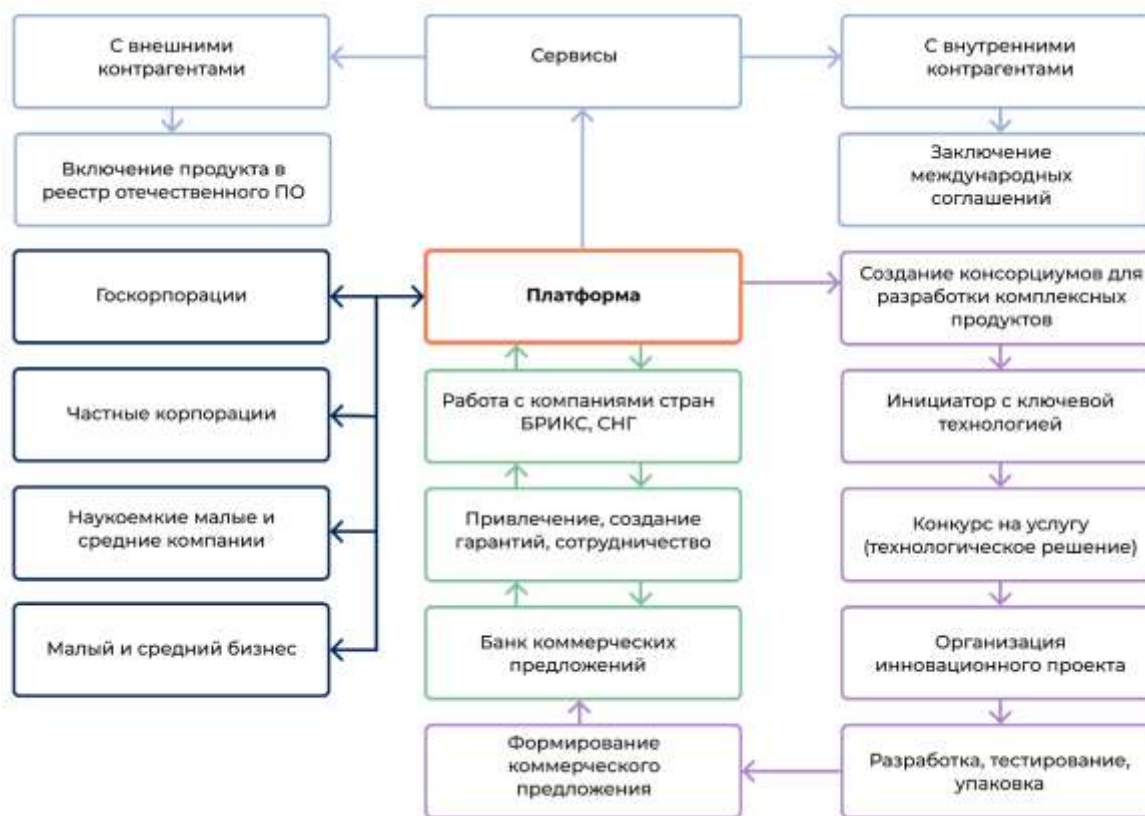 С внешними
контрагентами
Сервисы
С внутренними
контрагентами
Включение продукта в
реестр отечественного ПО
Заключение
международных
соглашений
Госкорпорации
Платформа
Создание консорциумов для
разработки комплексных
продуктов
Частные корпорации
Работа с компаниями стран
БРИКС, СНГ
Инициатор с ключевой
технологией
Наукоемкие малые и
средние компании
Привлечение, создание
гарантий, сотрудничество
Конкурс на услугу
(технологическое решение)
Малый и средний бизнес
Банк коммерческих
предложений
Организация
инновационного проекта
Формирование
коммерческого
предложения
Разработка, тестирование,
упаковка